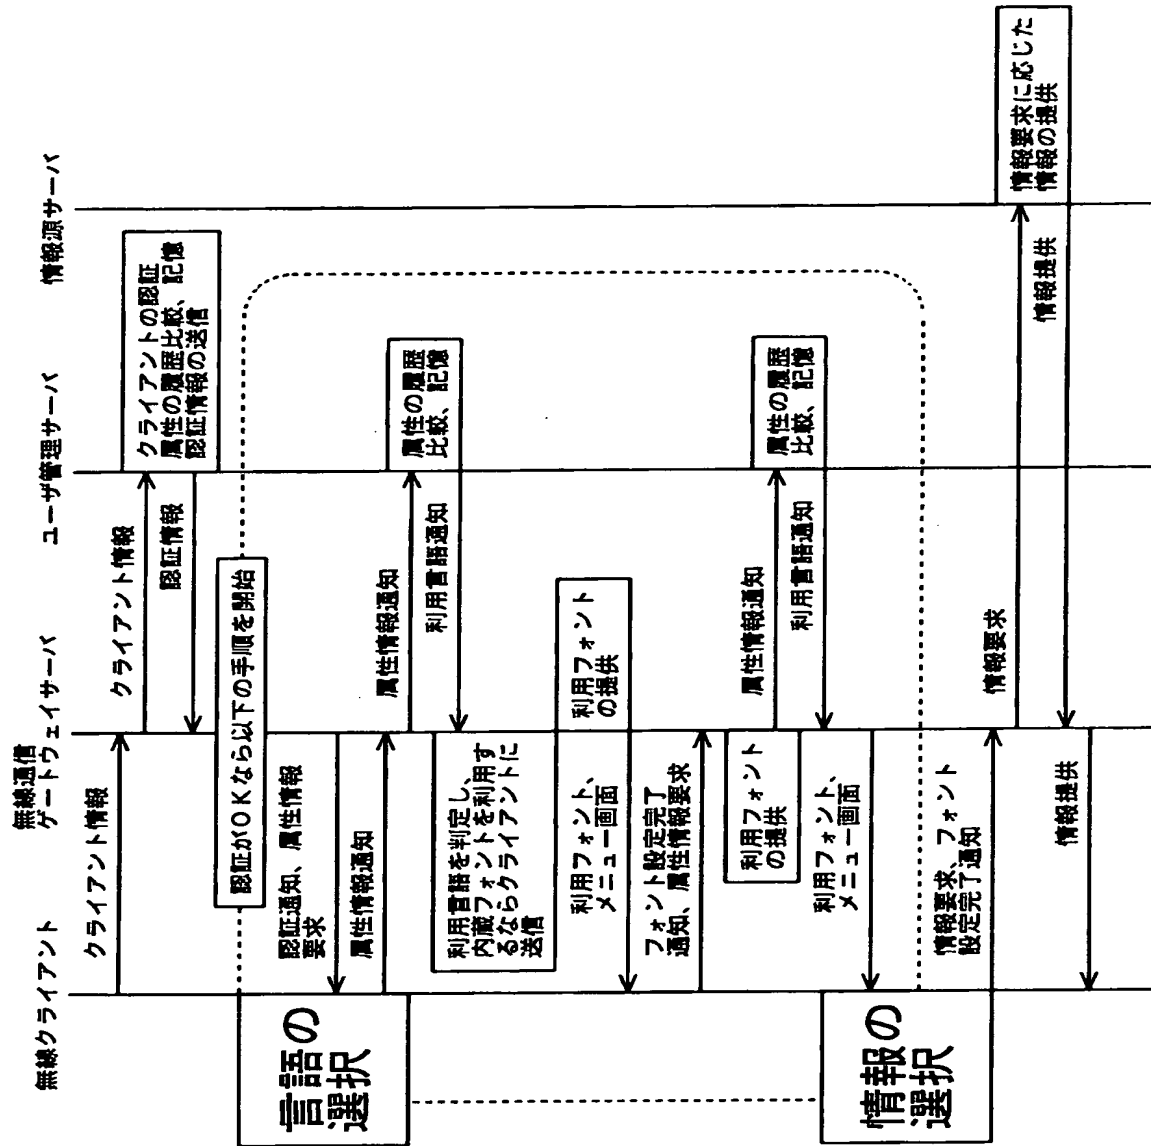 無線クライアント
無線通信
ゲートウェイサーバ
ユーザ管理サーバ
情報源サーバ
クライアント情報
クライアント情報
クライアントの認証
属性の履歴比較、記憶
認証情報の送信
認証情報
認証がOKなら以下の手順を開始
言語の
選択
認証通知、属性情報
要求
属性情報通知
属性情報通知
属性の履歴
比較、記憶
利用言語通知
利用言語を判定し、
内蔵フォントを利用す
るならクライアントに
送信
利用フォント
の提供
利用フォント、
メニュー画面
フォント設定完了
通知、属性情報要求
属性情報通知
属性の履歴
比較、記憶
利用フォント
の提供
利用言語通知
利用フォント、
メニュー画面
情報の
選択
情報要求、フォント
設定完了通知
情報要求
情報要求に応じた
情報の提供
情報提供
情報提供